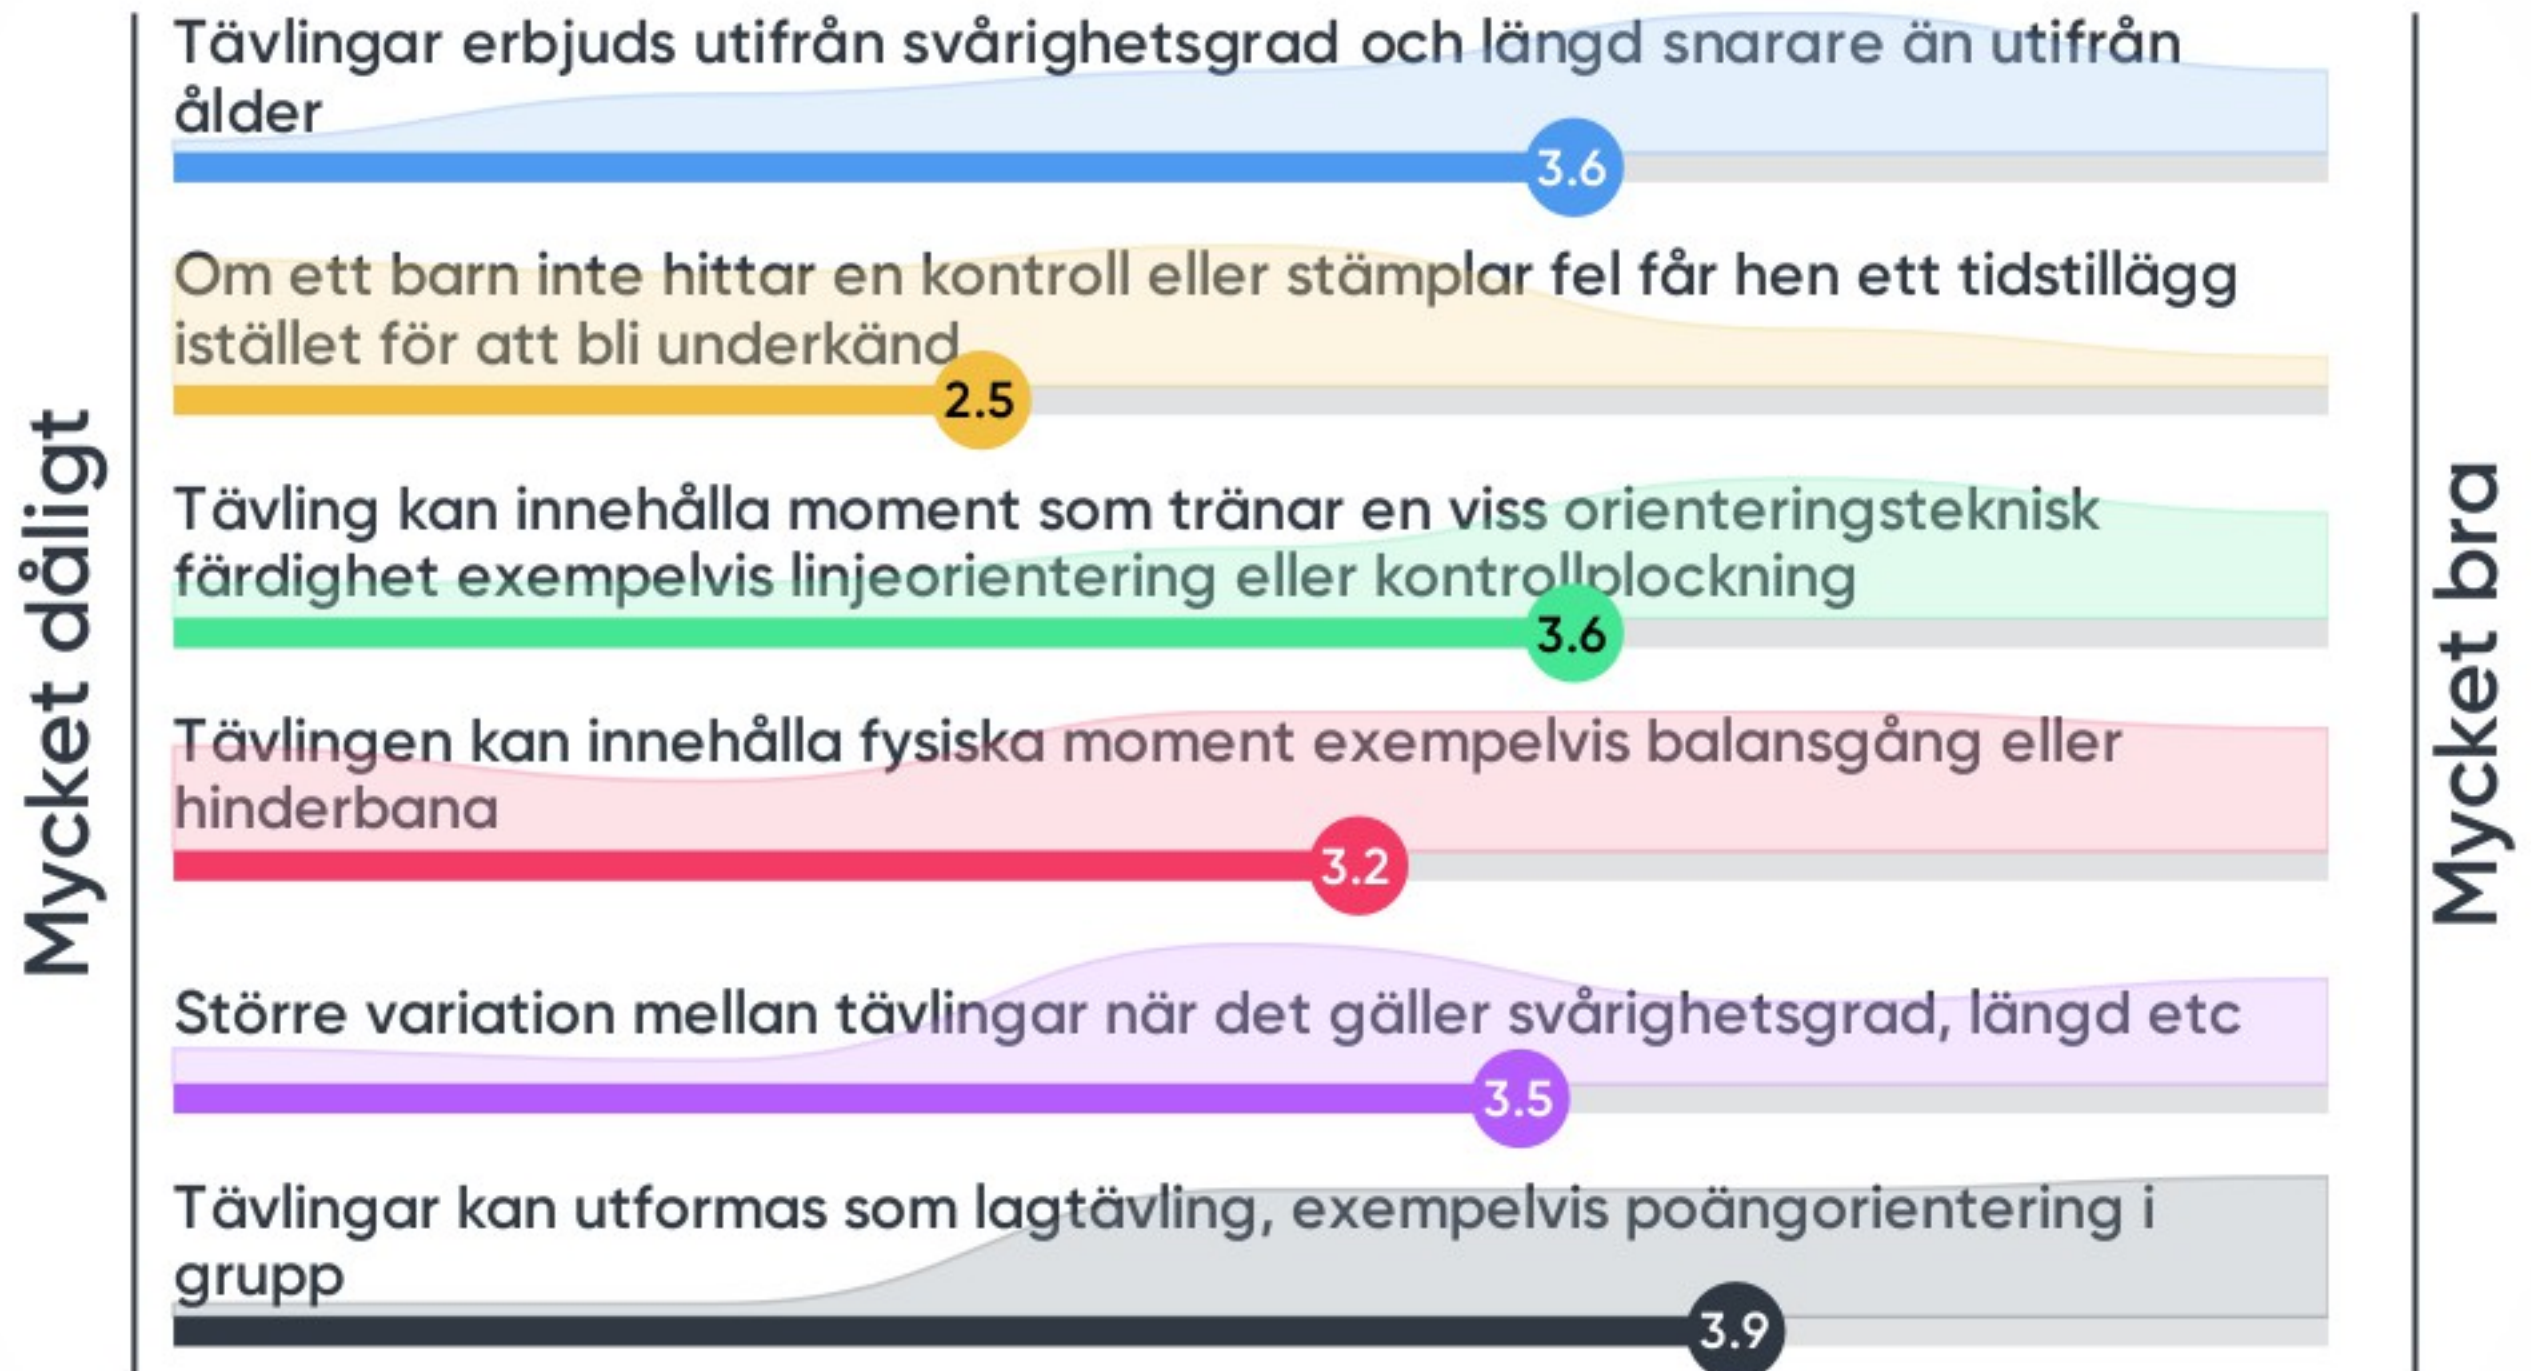 Mycket dåligt
Tävlingar erbjuds utifrån svårighetsgrad och längd snarare än utifrån
ålder
3.6
Om ett barn inte hittar en kontroll eller stämplar fel får hen ett tidstillägg
istället för att bli underkänd
2.5
Tävling kan innehålla moment som tränar en viss orienteringsteknisk
färdighet exempelvis linjeorientering eller kontrollplockning
3.6
Tävlingen kan innehålla fysiska moment exempelvis balansgång eller
hinderbana
3.2
Större variation mellan tävlingar när det gäller svårighetsgrad, längd etc
3.5
Tävlingar kan utformas som lagtävling, exempelvis poängorientering i
grupp
3.9
Mycket bra